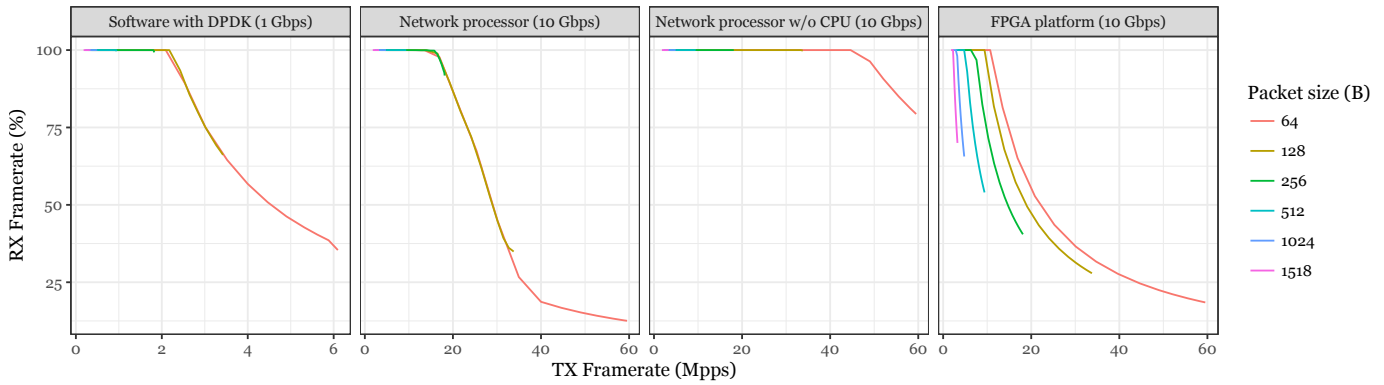 Software with DPDK (1 Gbps)
Network processor (10 Gbps)
Network processor w/o CPU (10 Gbps)
FPGA platform (10 Gbps)
RX Framerate (%)
100
75
50
25
0 2 4 6
0 20 40 60
0 20 40 60
0 20 40 60
TX Framerate (Mpps)
Packet size (B)
64
128
256
512
1024
1518